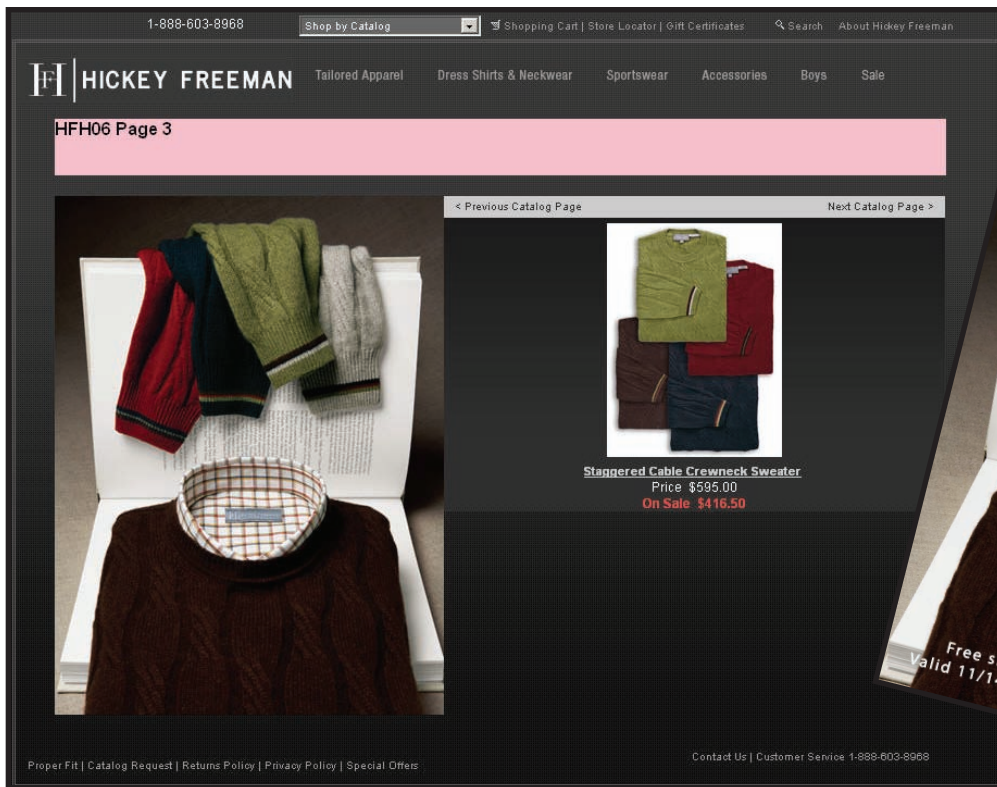 1-888-603-8968
Shop by Catalog
Shopping Cart | Store Locator | Gift Certificates
Search
About Hickey Freeman
HF
HICKEY FREEMAN
Tailored Apparel
Dress Shirts & Neckwear
Sportswear
Accessories
Boys
Sale
HFH06 Page 3
< Previous Catalog Page
Next Catalog Page >
Staggered Cable Crewneck Sweater
Price $595.00
On Sale $416.50
Free s
Valid 11/1
Proper Fit | Catalog Request | Returns Policy | Privacy Policy | Special Offers
Contact Us | Customer Service 1-888-603-8968